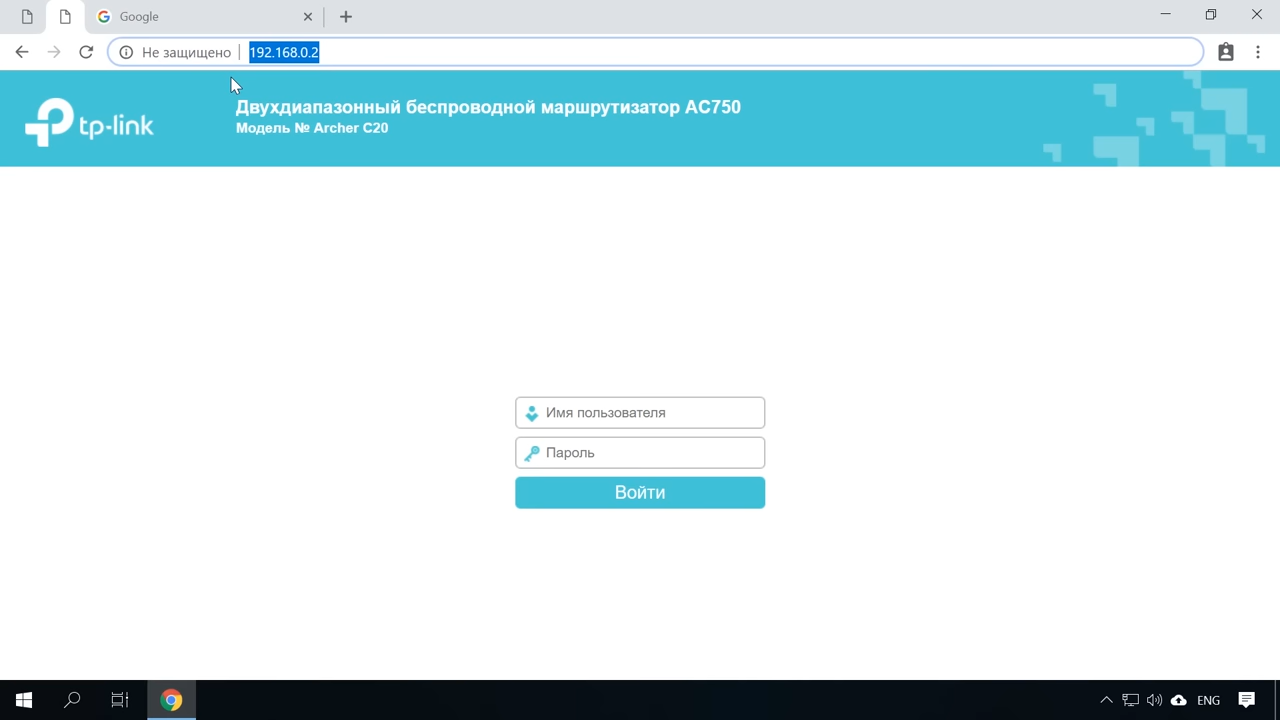 Google
Не защищено | 192.168.0.2
tp-link
Двухдиапазонный беспроводной маршрутизатор AC750
Модель № Archer C20
Имя пользователя
Пароль
Войти
ENG